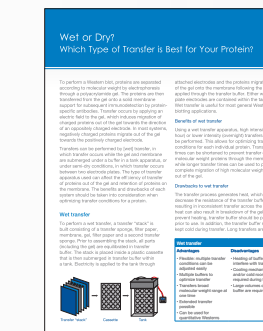 Wet or Dry?
Which Type of Transfer is Best for Your Protein?
To perform a Western blot, proteins are separated
according to molecular weight by electrophoresis
through a polyacrylamide gel. The proteins are then
transferred from the gel onto a solid membrane
support for subsequent immunodetection by protein-
specific antibodies. Transfer occurs by applying an
electric field to the gel, which induces migration of
charged proteins out of the gel towards the direction
of an oppositely charged electrode. In most systems,
negatively charged proteins migrate out of the gel
towards the positively charged electrode.
Transfers can be performed by (wet) transfer, in
which transfer occurs while the gel and membrane
are submerged under a buffer in a tank apparatus, or
under semi-dry conditions, in which transfer occurs
between two electrode plates. The type of transfer
apparatus used can affect the efficiency of transfer
of proteins out of the gel and retention of proteins on
the membrane. The benefits and drawbacks of each
system should be taken into consideration when
optimizing transfer conditions for a protein.
Wet transfer
To perform a wet transfer, a transfer "stack" is
built consisting of a transfer sponge, filter paper,
membrane, gel, filter paper and a second transfer
sponge. Prior to assembling the stack, all parts
(including the gel) are equilibrated in transfer
buffer. The stack is placed inside a plastic cassette
that is then submerged in transfer buffer within
a tank. Electricity is applied to the tank through
Transfer "stack"
Cassette
Tank
attached electrodes and the proteins migrate
of the gel onto the membrane following the
applied through the transfer buffer. Either wire
plate electrodes are contained within the tank
Wet transfer is useful for most general Western
blotting applications.
Benefits of wet transfer
Using a wet transfer apparatus, high intensity
hour) or lower intensity (overnight) transfers
be performed. This allows for optimizing trans
conditions for each individual protein. Transfer
times can be shortened to prevent transfer
molecular weight proteins through the membrane
while longer transfer times can be used to
complete migration of high molecular weight
out of the gel.
Drawbacks to wet transfer
The transfer process generates heat, which
decrease the resistance of the transfer buffer
resulting in inconsistent transfer across the
heat can also result in breakdown of the gel.
prevent heating, transfer buffer should be
prior to use. In addition, the transfer buffer
kept cold during transfer. Long transfers are
Wet transfer
Advantages
• Flexible, multiple transfer
conditions can be
adjusted easily
• Multiple buffers to
optimize transfer
• Transfers broad
molecular weight range at
one time
• Extended transfer
possible
• Can be used for
quantitative Westerns
Disadvantages
• Heating of buffer
interfere with transfer
• Cooling mechanism
and/or cold room
required during
• Large volumes of
buffer are required